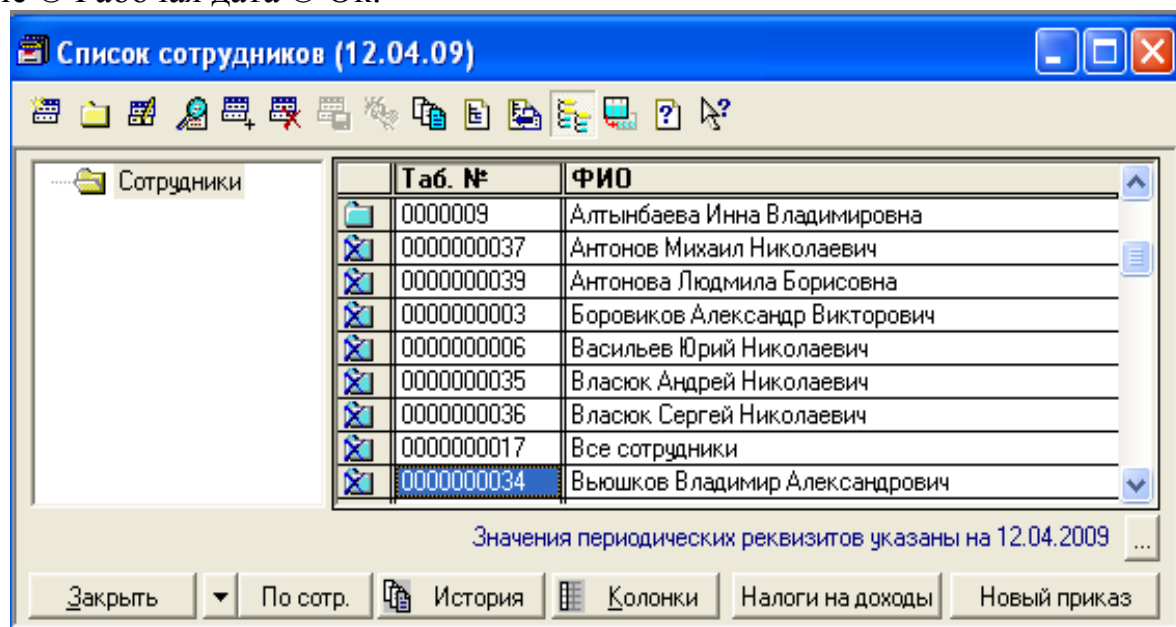 Рабочая дата Ок.
Список сотрудников (12.04.09)
Сотрудники
Таб. № ФИО
0000009 Алтынбаева Инна Владимировна
0000000037 Антонов Михаил Николаевич
0000000039 Антонова Людмила Борисовна
0000000003 Боровиков Александр Викторович
0000000006 Васильев Юрий Николаевич
0000000035 Власюк Андрей Николаевич
0000000036 Власюк Сергей Николаевич
0000000017 Все сотрудники
0000000034 Вьюшков Владимир Александрович
Значения периодических реквизитов указаны на 12.04.2009 ...
Закрыть По сотр. История Колонки Налоги на доходы Новый приказ